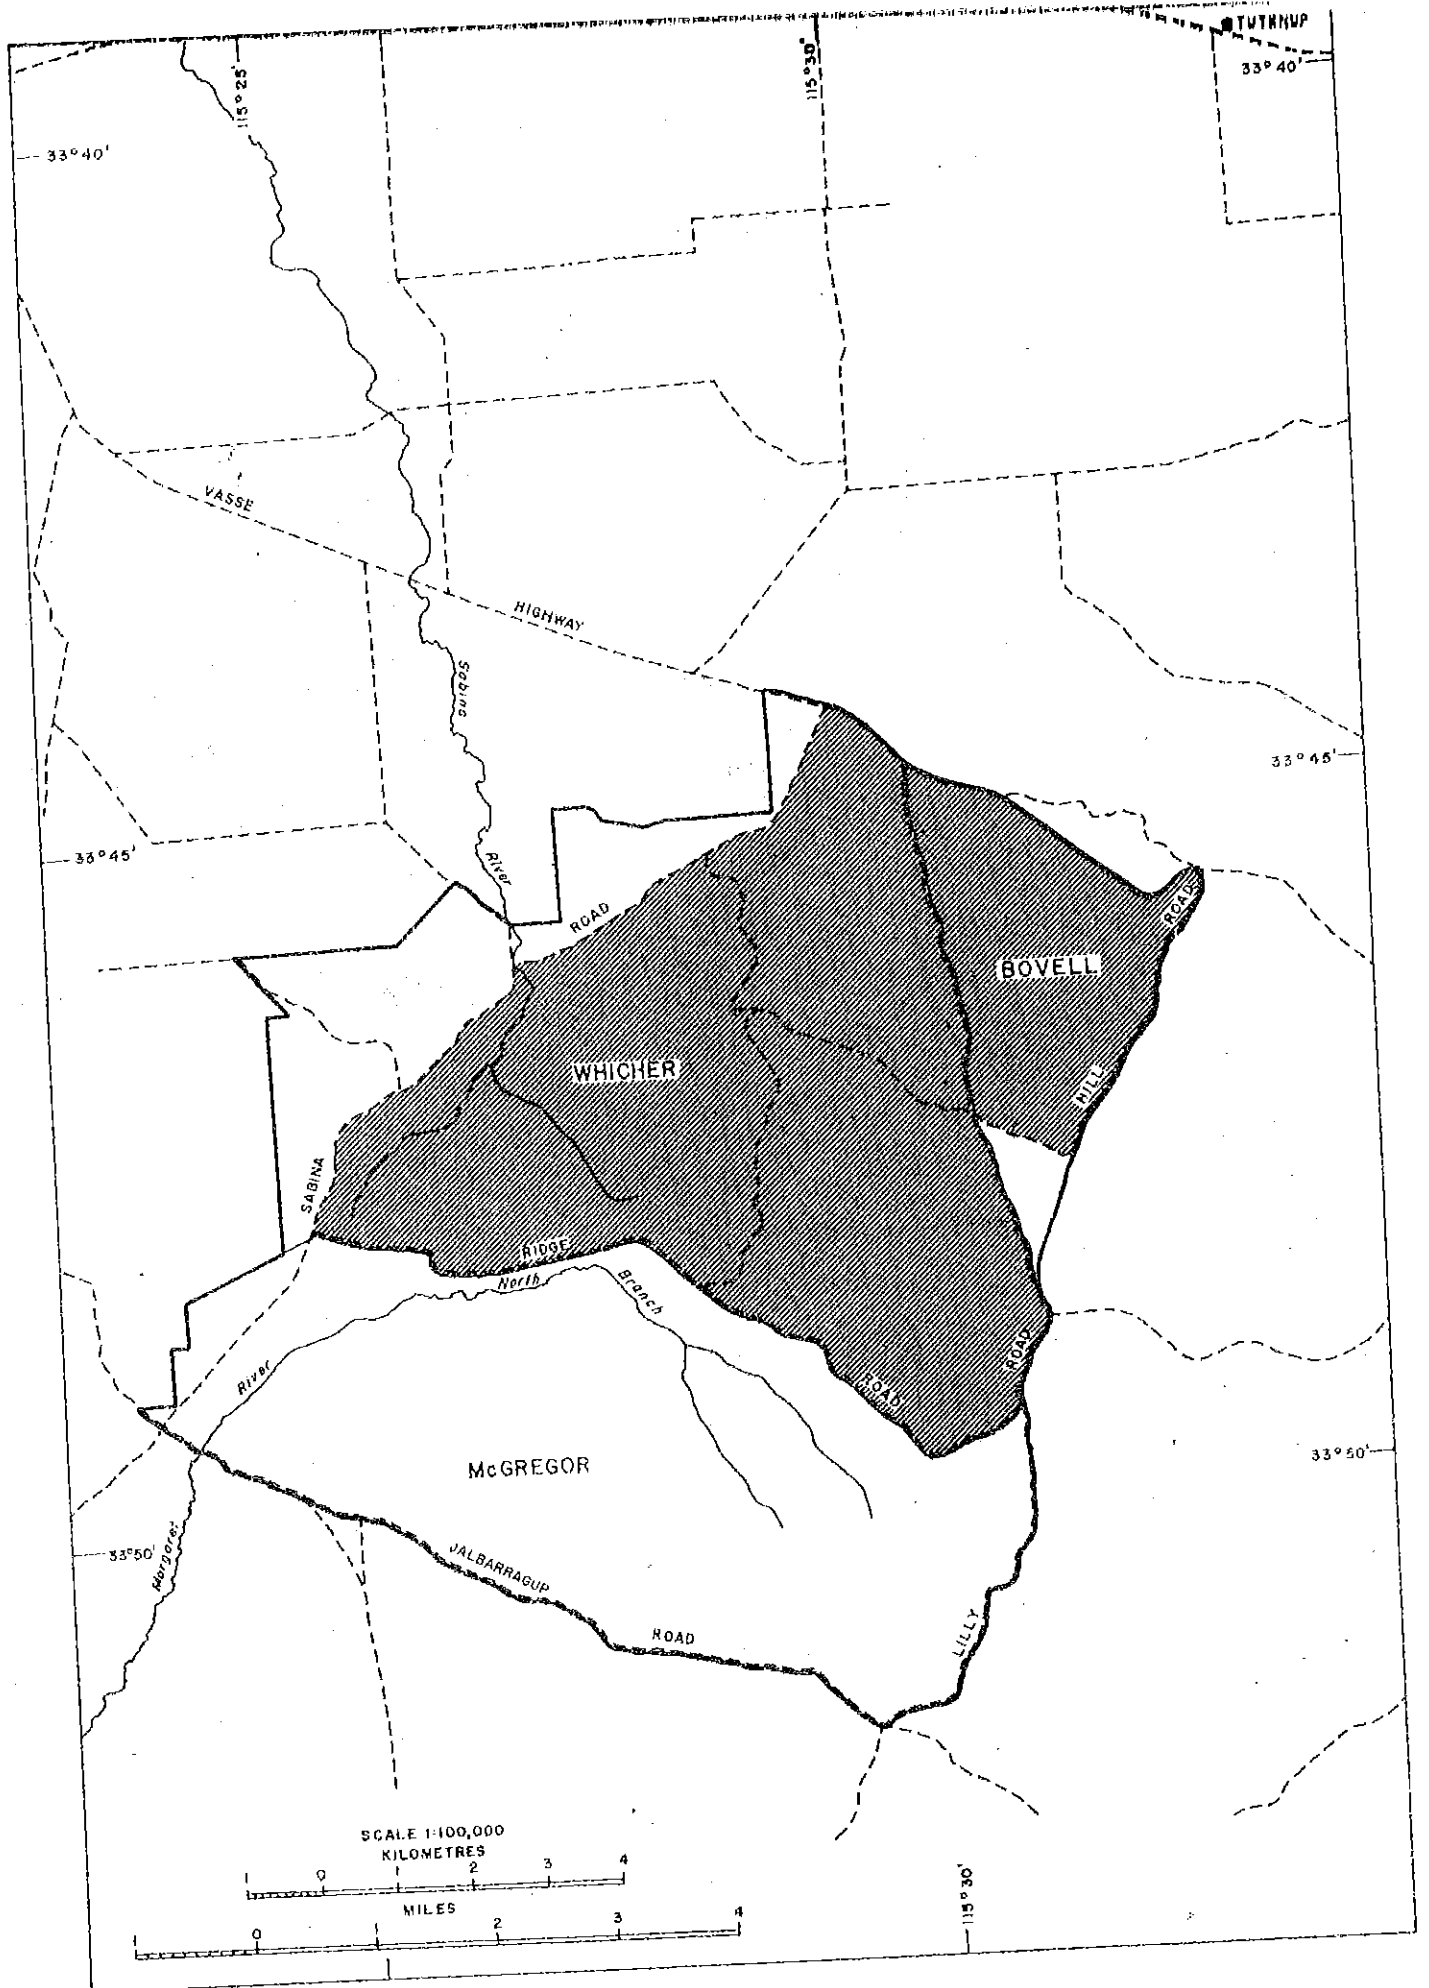 TUTUNUP
115° 25'
115° 30'
33° 40'
33° 40'
VASSE
HIGHWAY
Sabina
River
33° 45'
33° 45'
ROAD
ROAD
BOVELL
WHICHER
HILL
SABINA
RIDGE
North
Branch
River
ROAD
ROAD
McGREGOR
33° 50'
33° 50'
Margaret
JALBARRAGUP
ROAD
LILLY
SCALE 1:100,000
KILOMETRES
1 0 1 2 3 4
MILES
1 0 1 2 3 4
115° 30'